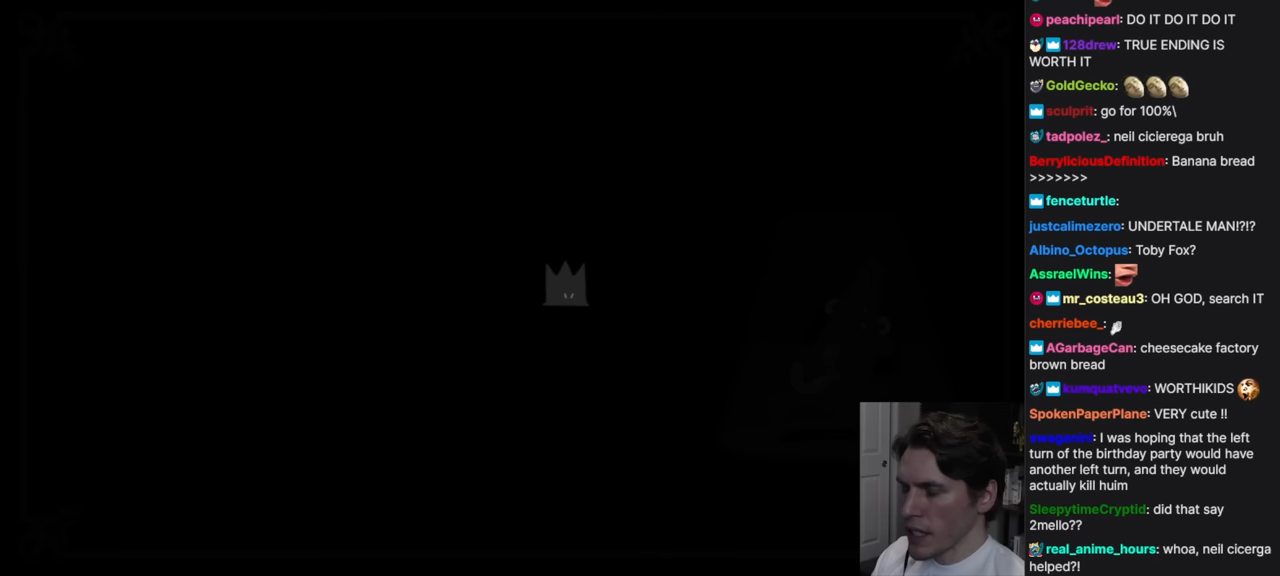 peachipearl: DO IT DO IT DO IT
128drew: TRUE ENDING IS
WORTH IT
GoldGecko:
sculprit: go for 100%\
tadpolez_: neil cicierega bruh
BerryliciousDefinition: Banana bread
>>>>>>>
fenceturtle:
justcalimezero: UNDERTALE MAN!?!?
Albino_Octopus: Toby Fox?
AssraelWins:
mr_costeau3: OH GOD, search IT
cherriebee_:
AGarbageCan: cheesecake factory
brown bread
kumquatvevo: WORTHIKIDS
SpokenPaperPlane: VERY cute !!
: I was hoping that the left
turn of the birthday party would have
another left turn, and they would
actually kill huim
SleepytimeCryptid: did that say
2mello??
real_anime_hours: whoa, neil cicerga
helped?!